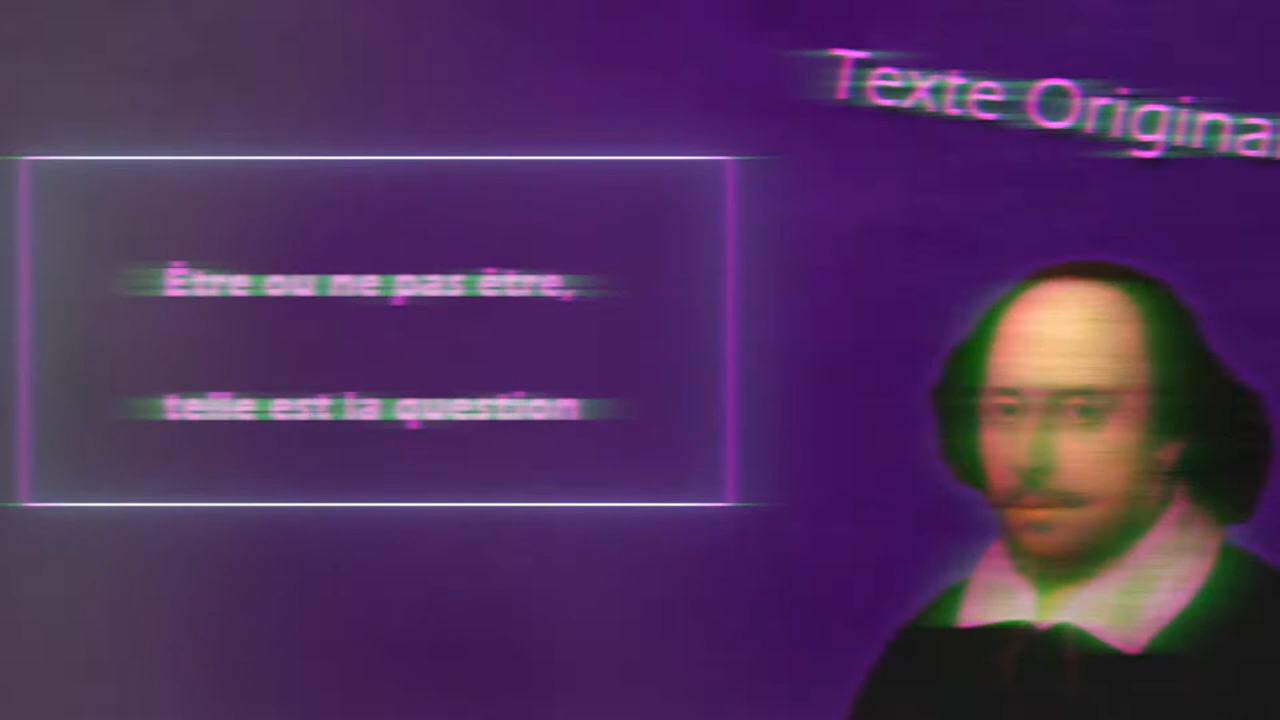 Texte Original
Être ou ne pas être,
telle est la question